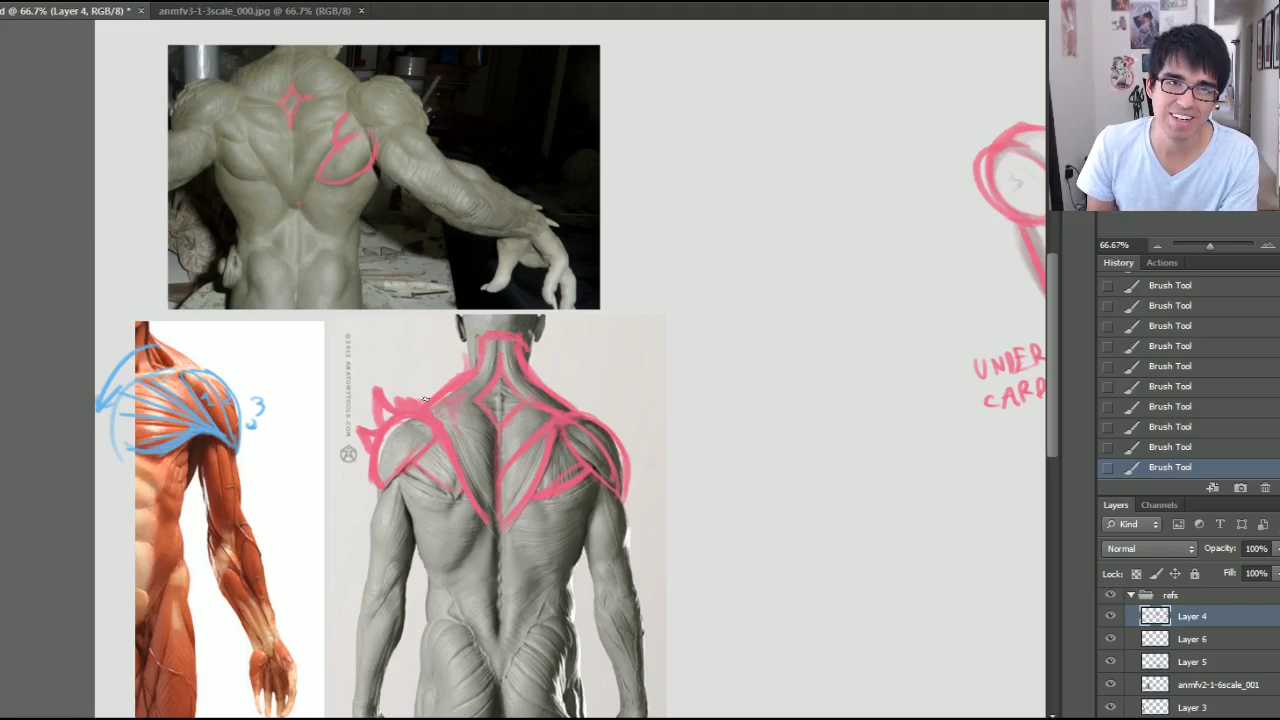 d @ 66.7% (Layer 4, RGB/8) * ×
anmfv3-1-3scale_000.jpg @ 66.7% (RGB/8) ×
©2012 ANATOMYTOOLS.COM
3
UNDER
CARD
66.67%
History Actions
Brush Tool
Brush Tool
Brush Tool
Brush Tool
Brush Tool
Brush Tool
Brush Tool
Brush Tool
Brush Tool
Brush Tool
Layers Channels
Kind
Normal Opacity: 100%
Lock: Fill: 100%
refs
Layer 4
Layer 6
Layer 5
anmfv2-1-6scale_001
Layer 3